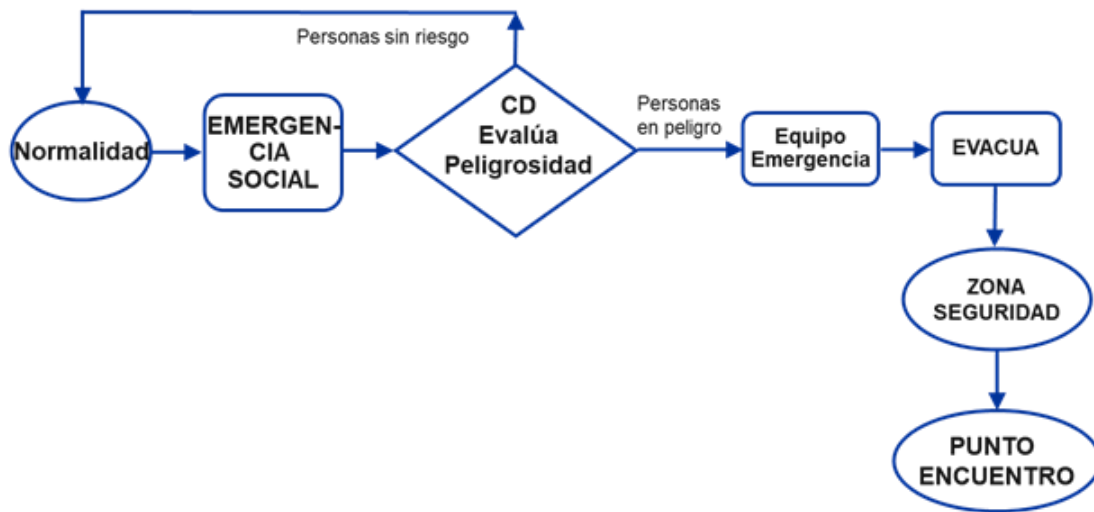 Personas sin riesgo
Normalidad
EMERGEN-
CIA
SOCIAL
CD
Evalúa
Peligrosidad
Personas
en peligro
Equipo
Emergencia
EVACUA
ZONA
SEGURIDAD
PUNTO
ENCUENTRO